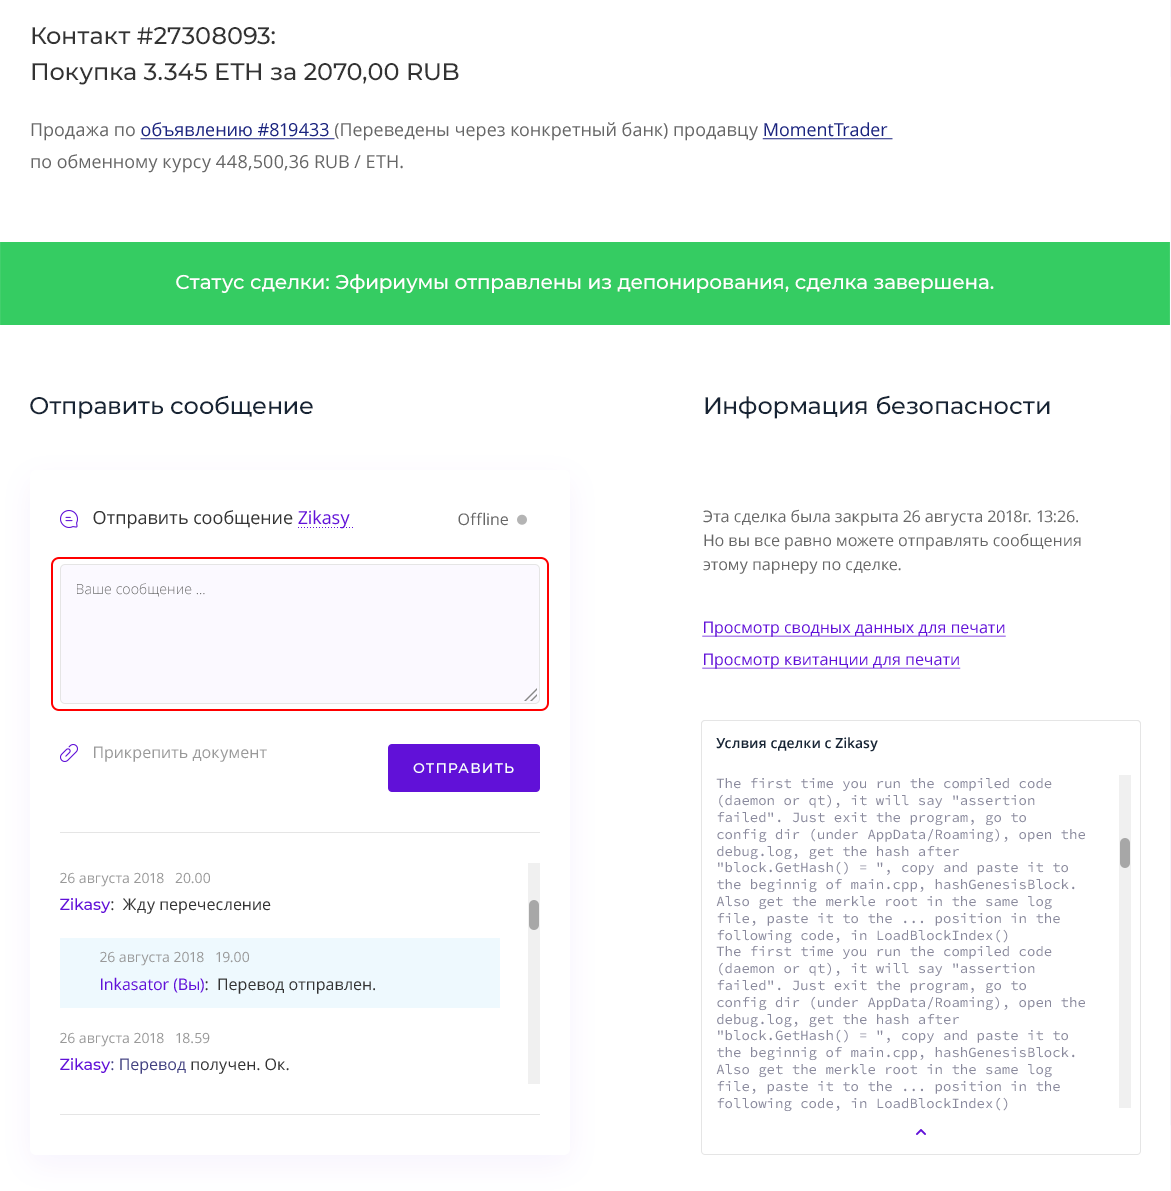 Контакт #27308093:
Покупка 3.345 ETH за 2070,00 RUB
Продажа по объявлению #819433 (Переведены через конкретный банк) продавцу MomentTrader
по обменному курсу 448,500,36 RUB / ETH.
Статус сделки: Эфириумы отправлены из депонирования, сделка завершена.
Отправить сообщение
Отправить сообщение Zikasy
Offline
Ваше сообщение ...
Прикрепить документ
ОТПРАВИТЬ
26 августа 2018 20.00
Zikasy: Жду перечесление
26 августа 2018 19.00
Inkasator (Вы): Перевод отправлен.
26 августа 2018 18.59
Zikasy: Перевод получен. Ок.
Информация безопасности
Эта сделка была закрыта 26 августа 2018г. 13:26.
Но вы все равно можете отправлять сообщения
этому парнеру по сделке.
Просмотр сводных данных для печати
Просмотр квитанции для печати
Услвия сделки с Zikasy
The first time you run the compiled code
(daemon or qt), it will say "assertion
failed". Just exit the program, go to
config dir (under AppData/Roaming), open the
debug.log, get the hash after
"block.GetHash() = ", copy and paste it to
the beginnig of main.cpp, hashGenesisBlock.
Also get the merkle root in the same log
file, paste it to the ... position in the
following code, in LoadBlockIndex()
The first time you run the compiled code
(daemon or qt), it will say "assertion
failed". Just exit the program, go to
config dir (under AppData/Roaming), open the
debug.log, get the hash after
"block.GetHash() = ", copy and paste it to
the beginnig of main.cpp, hashGenesisBlock.
Also get the merkle root in the same log
file, paste it to the ... position in the
following code, in LoadBlockIndex()